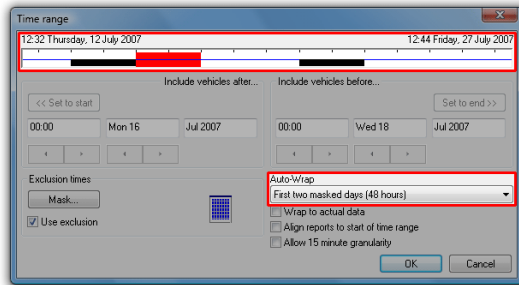 Time range
12:32 Thursday, 12 July 2007 12:44 Friday, 27 July 2007
Include vehicles after... Include vehicles before...
<< Set to start Set to end >>
00:00 Mon 16 Jul 2007 00:00 Wed 18 Jul 2007
Exclusion times Auto-Wrap
Mask... First two masked days (48 hours)
Use exclusion Wrap to actual data
Align reports to start of time range
Allow 15 minute granularity
OK Cancel